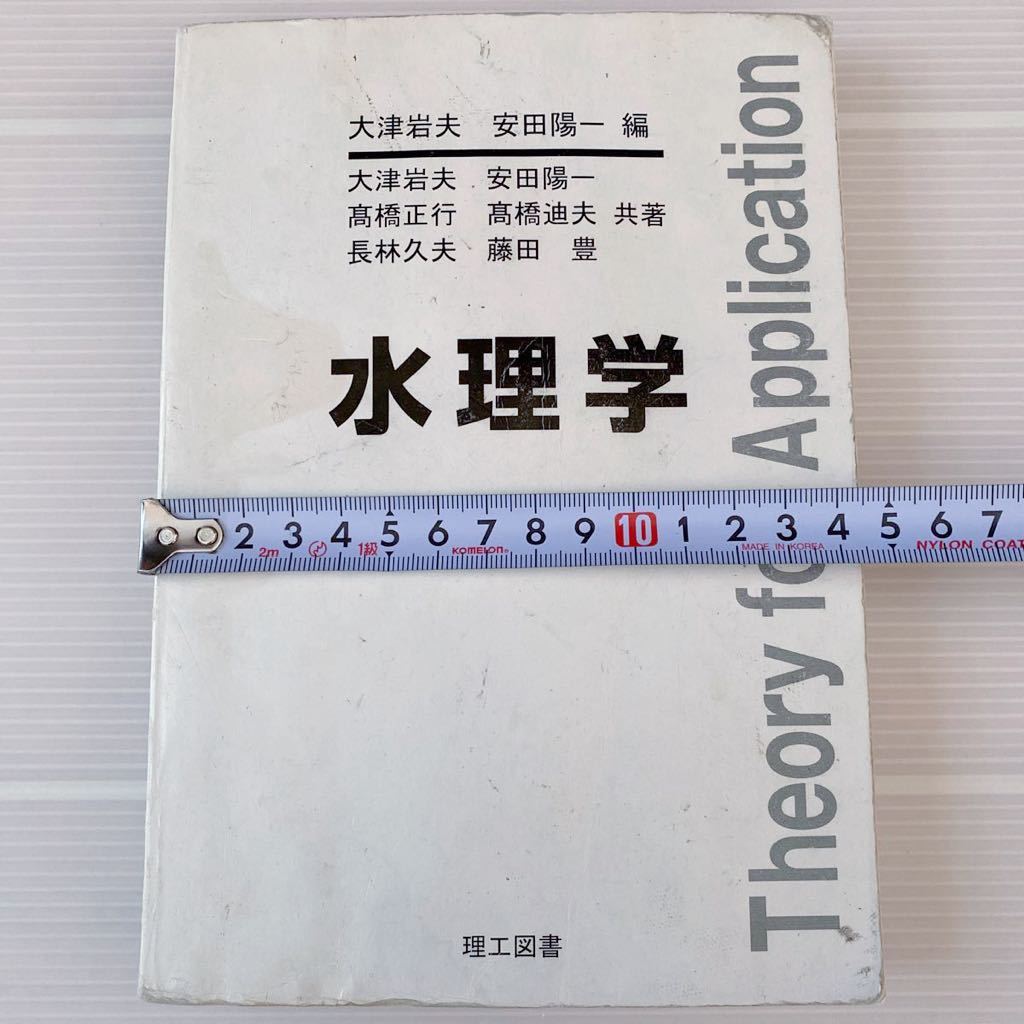 大津岩夫 安田陽一 編
大津岩夫 安田陽一
髙橋正行 髙橋迪夫 共著
長林久夫 藤田 豊
水理学
Theory fo Application
2 3 4 5 6 7 8 9 10 1 2 3 4 5 6 7
2m 1級 KOMELON® MADE IN KOREA NYLON COAT
理工図書